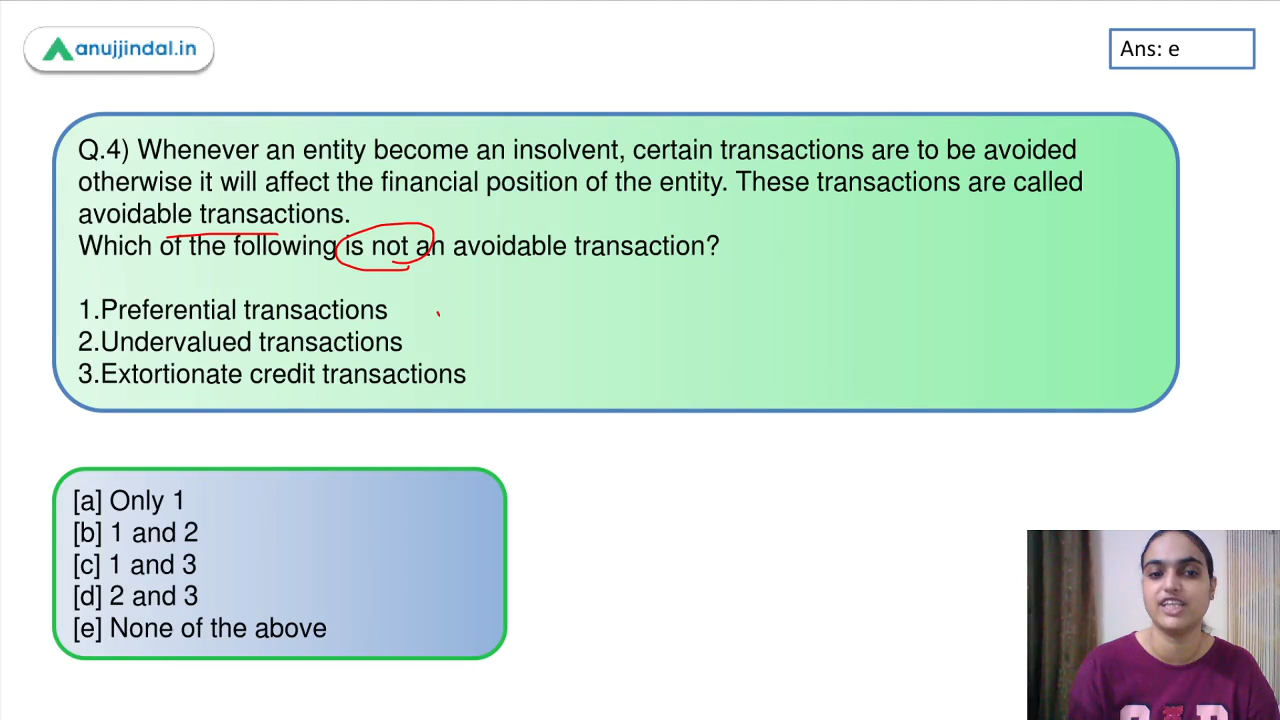 anujjindal.in
Ans: e
Q.4) Whenever an entity become an insolvent, certain transactions are to be avoided
otherwise it will affect the financial position of the entity. These transactions are called
avoidable transactions.
Which of the following is not an avoidable transaction?
1.Preferential transactions
2.Undervalued transactions
3.Extortionate credit transactions
[a] Only 1
[b] 1 and 2
[c] 1 and 3
[d] 2 and 3
[e] None of the above